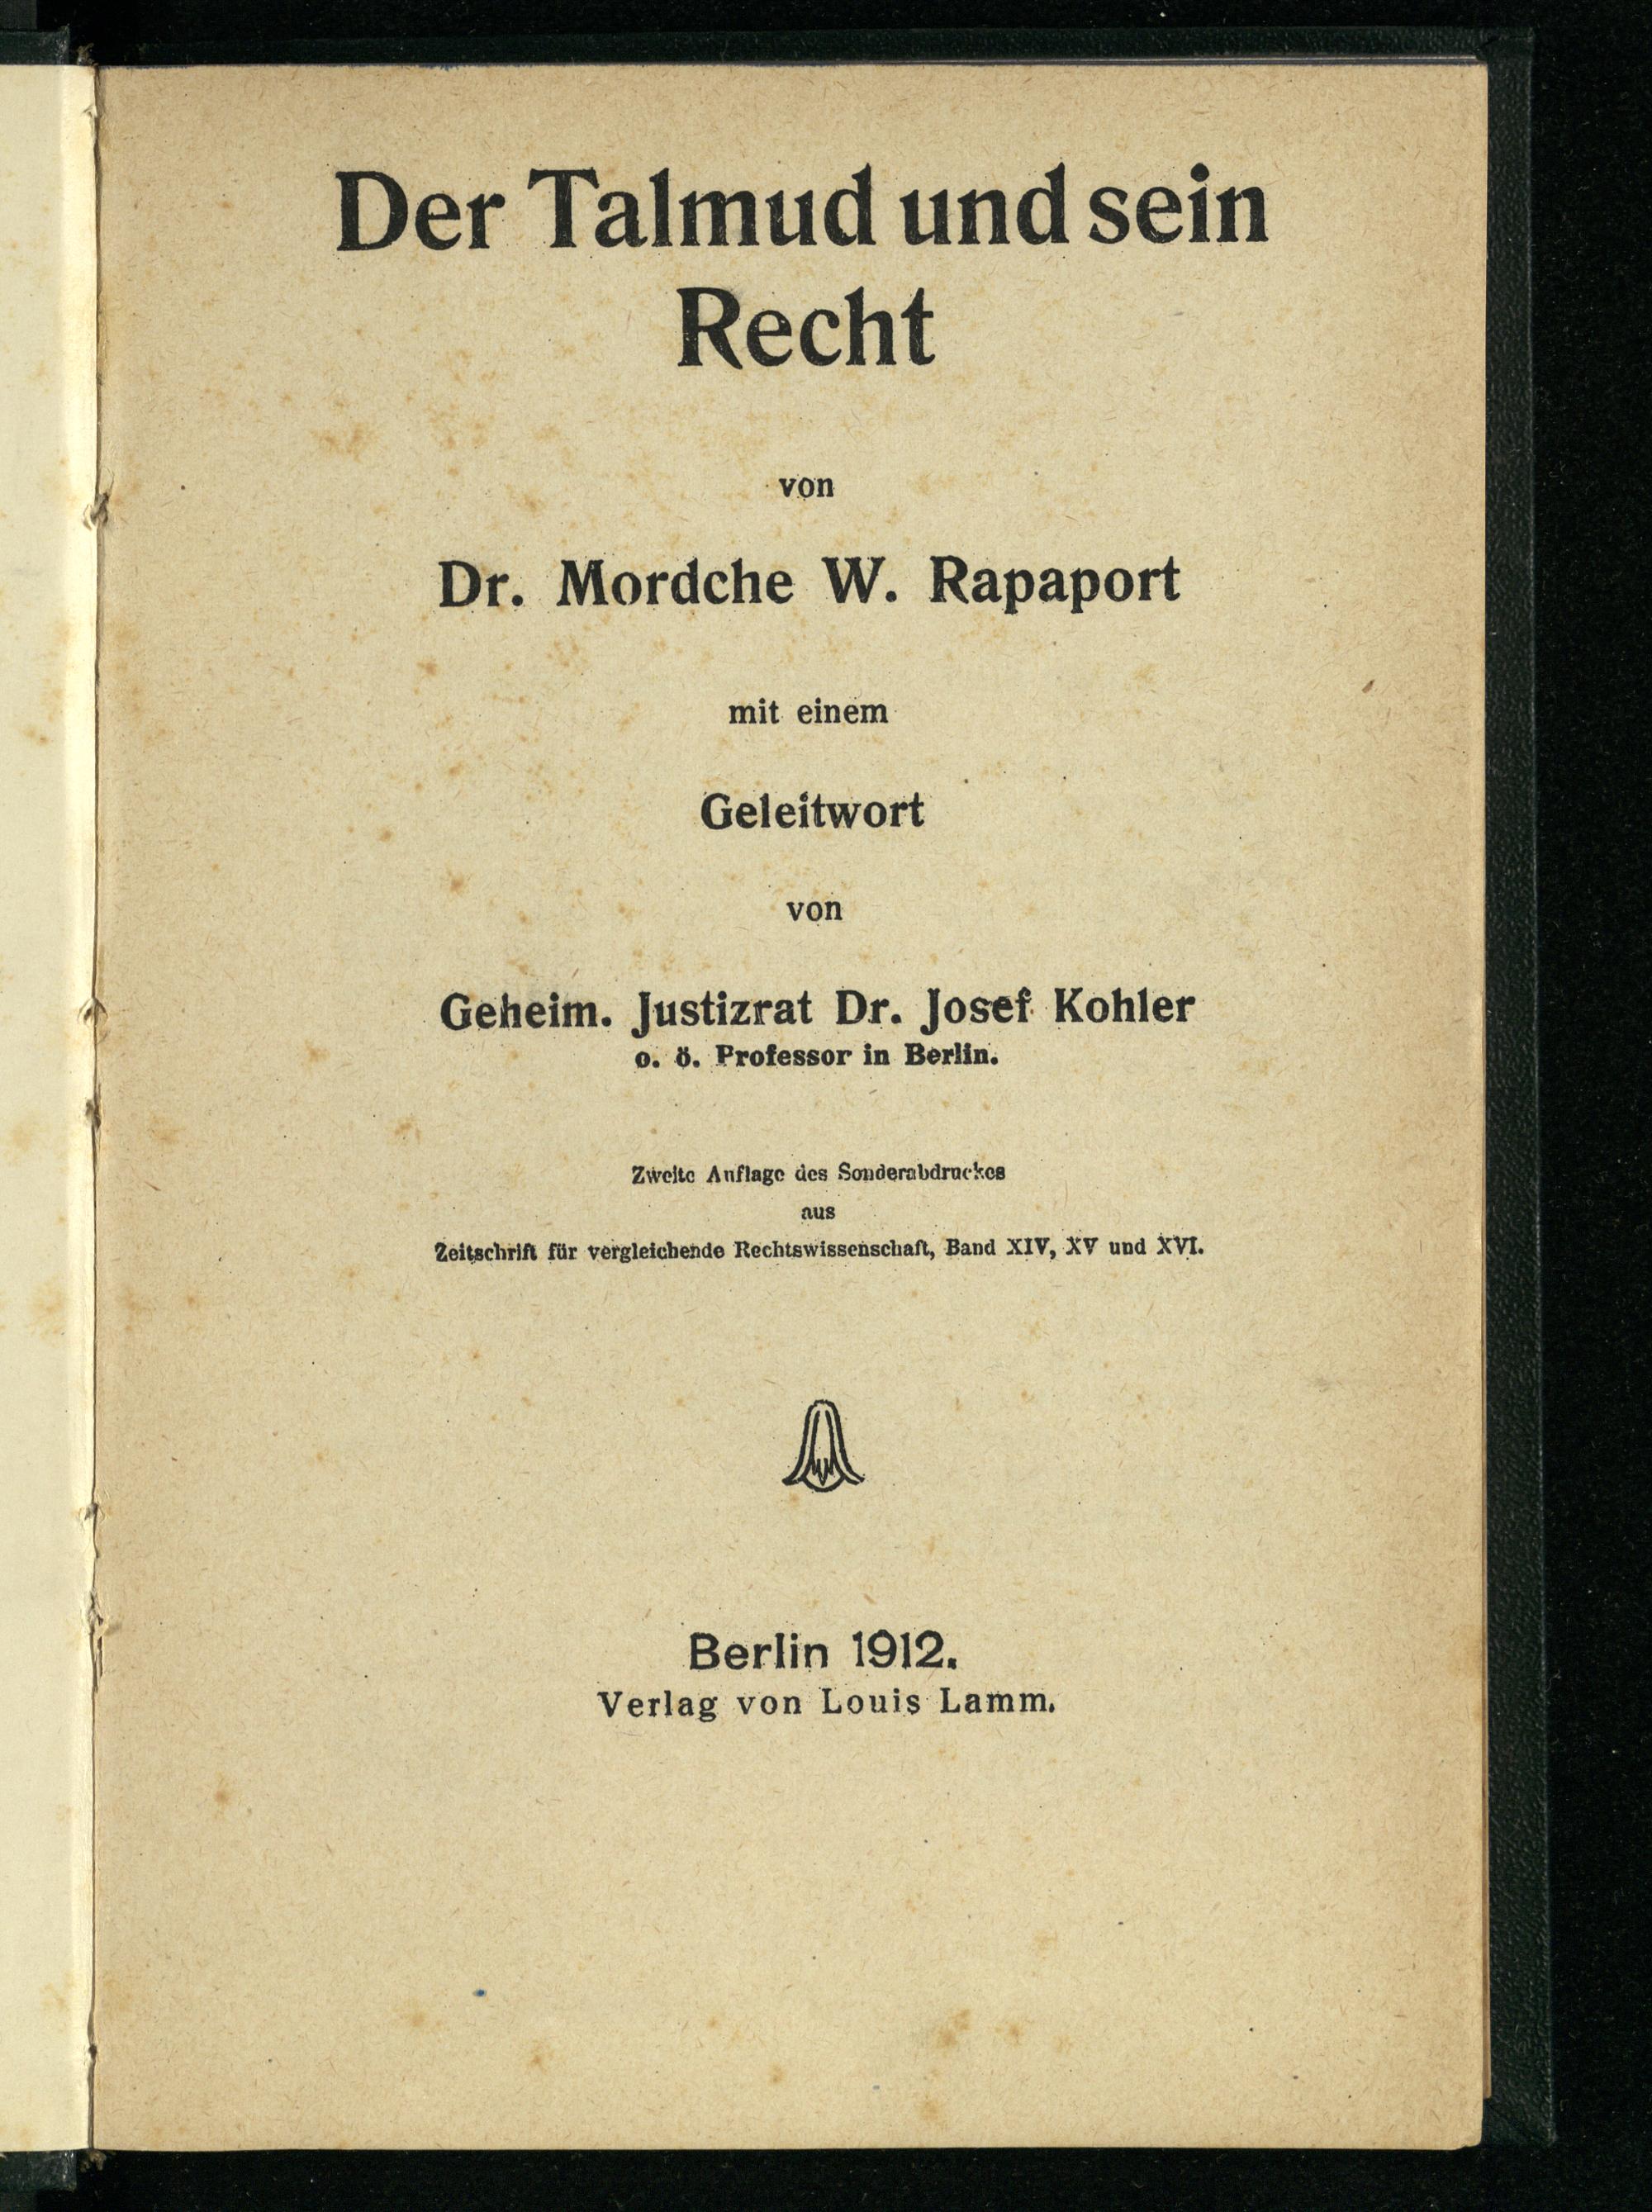 Der Talmud und sein
Recht
von
Dr. Mordche W. Rapaport
mit einem
Geleitwort
von
Geheim. Justizrat Dr. Josef Kohler
o. ö. Professor in Berlin.
Zweite Auflage des Sonderabdruckes
aus
Zeitschrift für vergleichende Rechtswissenschaft, Band XIV, XV und XVI.
Berlin 1912.
Verlag von Louis Lamm.